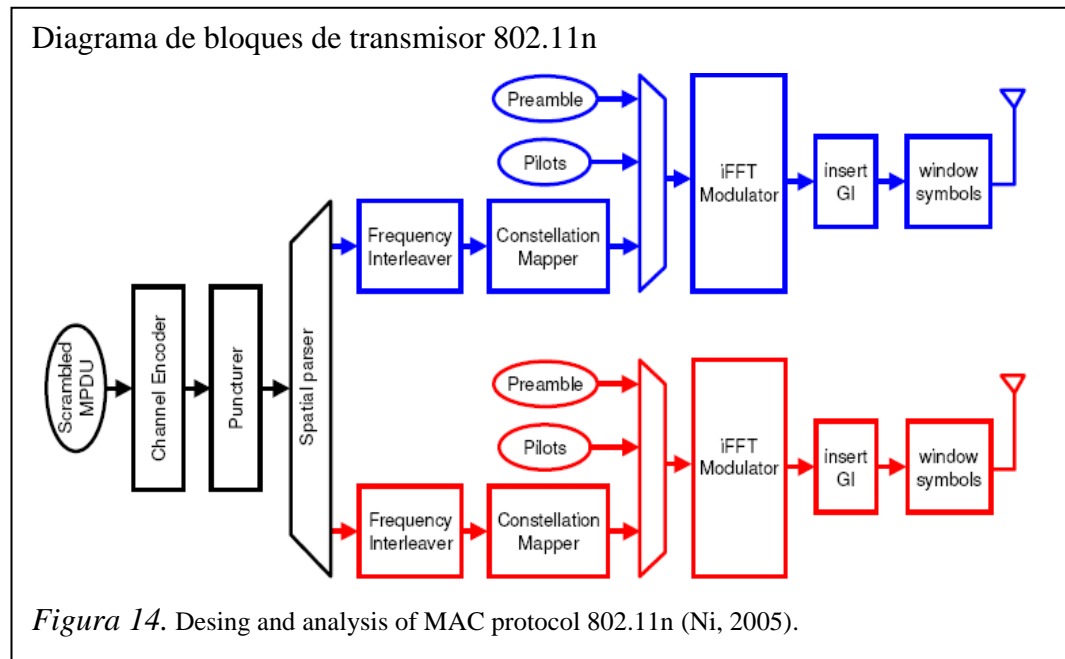 Diagrama de bloques de transmisor 802.11n
Scrambled
MPDU
Channel Encoder
Puncturer
Spatial parser
Preamble
Pilots
Frequency
Interleaver
Constellation
Mapper
iFFT
Modulator
insert
GI
window
symbols
Preamble
Pilots
Frequency
Interleaver
Constellation
Mapper
iFFT
Modulator
insert
GI
window
symbols
Figura 14. Desing and analysis of MAC protocol 802.11n (Ni, 2005).